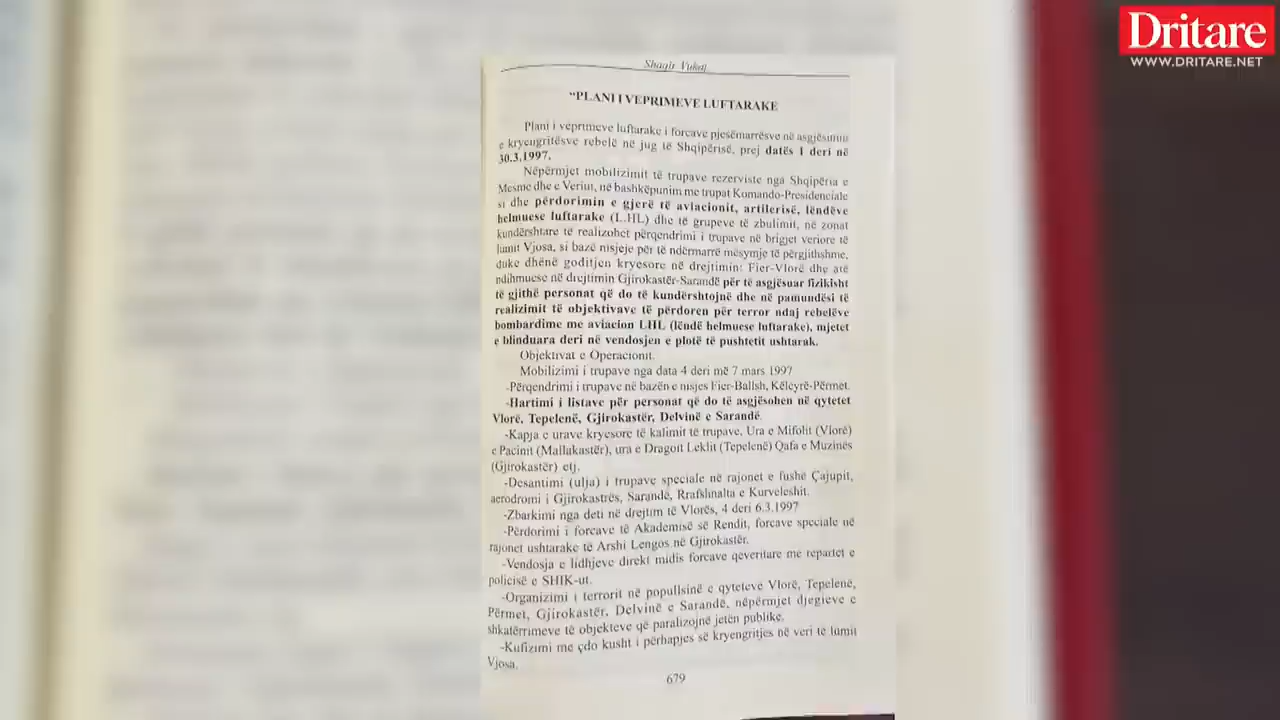 Dritare
WWW.DRITARE.NET
Shaqir Vukaj
“PLANI I VEPRIMEVE LUFTARAKE
Plani i veprimeve luftarake i forcave pjesëmarrësve në asgjësimin
e kryengritësve rebelë në jug të Shqipërisë, prej datës 1 deri në
30.3.1997.
Nëpërmjet mobilizimit të trupave rezerviste nga Shqipëria e
Mesme dhe e Veriut, në bashkëpunim me trupat Komando-Presidenciale
si dhe përdorimin e gjerë të aviacionit, artilerisë, lëndëve
helmuese luftarake (L.HL) dhe të grupeve të zbulimit, në zonat
kundërshtare të realizohet përqendrimi i trupave në brigjet veriore të
lumit Vjosa, si bazë nisjeje për të ndërmarrë mësymje të përgjithshme,
duke dhënë goditjen kryesore në drejtimin: Fier-Vlorë dhe atë
ndihmuese në drejtimin Gjirokastër-Sarandë për të asgjësuar fizikisht
të gjithë personat që do të kundërshtojnë dhe në pamundësi të
realizimit të objektivave të përdoren për terror ndaj rebelëve
bombardime me aviacion LHL (lëndë helmuese luftarake), mjetet
e blinduara deri në vendosjen e plotë të pushtetit ushtarak.
Objektivat e Operacionit.
Mobilizimi i trupave nga data 4 deri më 7 mars 1997
-Përqendrimi i trupave në bazën e nisjes Fier-Ballsh, Këlcyrë-Përmet.
-Hartimi i listave për personat që do të asgjësohen në qytetet
Vlorë, Tepelenë, Gjirokastër, Delvinë e Sarandë.
-Kapja e urave kryesore të kalimit të trupave, Ura e Mifolit (Vlorë)
e Pacimit (Mallakastër), ura e Dragoit Leklit (Tepelenë) Qafa e Muzinës
(Gjirokastër) etj.
-Desantimi (ulja) i trupave speciale në rajonet e fushë Çajupit,
aerodromi i Gjirokastrës, Sarandë, Rrafshnalta e Kurveleshit.
-Zbarkimi nga deti në drejtim të Vlorës, 4 deri 6.3.1997
-Përdorimi i forcave të Akademisë së Rendit, forcave speciale në
rajonet ushtarake të Arshi Lengos në Gjirokastër.
-Vendosja e lidhjeve direkt midis forcave qeveritare me repartet e
policisë e SHIK-ut.
-Organizimi i terrorit në popullsinë e qyteteve Vlorë, Tepelenë,
Përmet, Gjirokastër, Delvinë e Sarandë, nëpërmjet djegieve e
shkatërrimeve të objekteve që paralizojnë jetën publike.
-Kufizimi me çdo kusht i përhapjes së kryengritjes në veri të lumit
Vjosa.
679